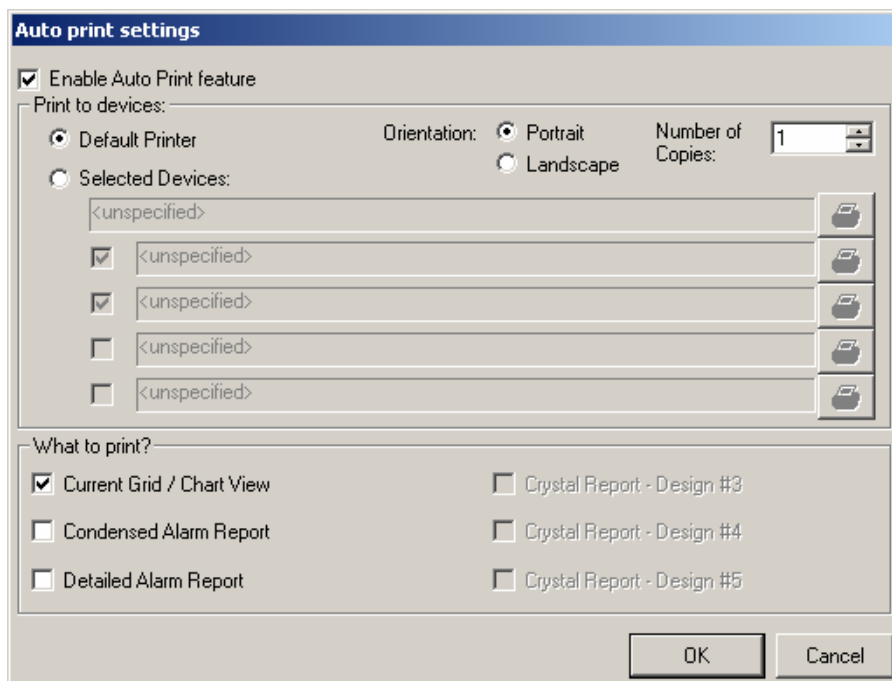 Auto print settings
Enable Auto Print feature
Print to devices:
Default Printer
Orientation:
Portrait
Landscape
Number of
Copies:
1
Selected Devices:
<unspecified>
<unspecified>
<unspecified>
<unspecified>
<unspecified>
What to print?
Current Grid / Chart View
Crystal Report - Design #3
Condensed Alarm Report
Crystal Report - Design #4
Detailed Alarm Report
Crystal Report - Design #5
OK
Cancel